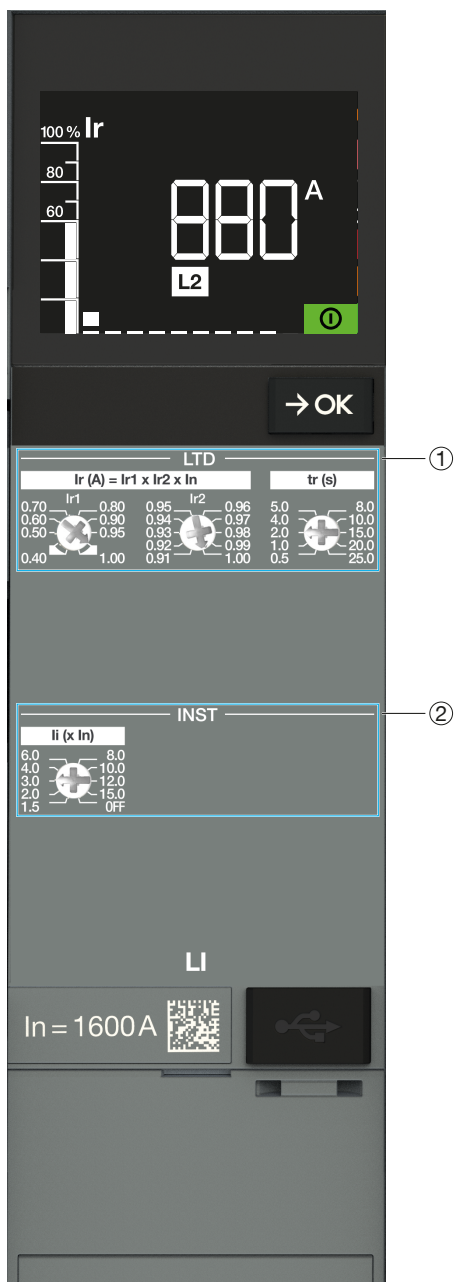 100 % Ir
80
60
880 A
L2
→OK
①
LTD
Ir (A) = Ir1 x Ir2 x In
tr (s)
Ir1
0.70 0.80
0.60 0.90
0.50 0.95
0.40 1.00
Ir2
0.95 0.96
0.94 0.97
0.93 0.98
0.92 0.99
0.91 1.00
5.0 8.0
4.0 10.0
2.0 15.0
1.0 20.0
0.5 25.0
②
INST
Ii (x In)
6.0 8.0
4.0 10.0
3.0 12.0
2.0 15.0
1.5 0FF
LI
In = 1600 A